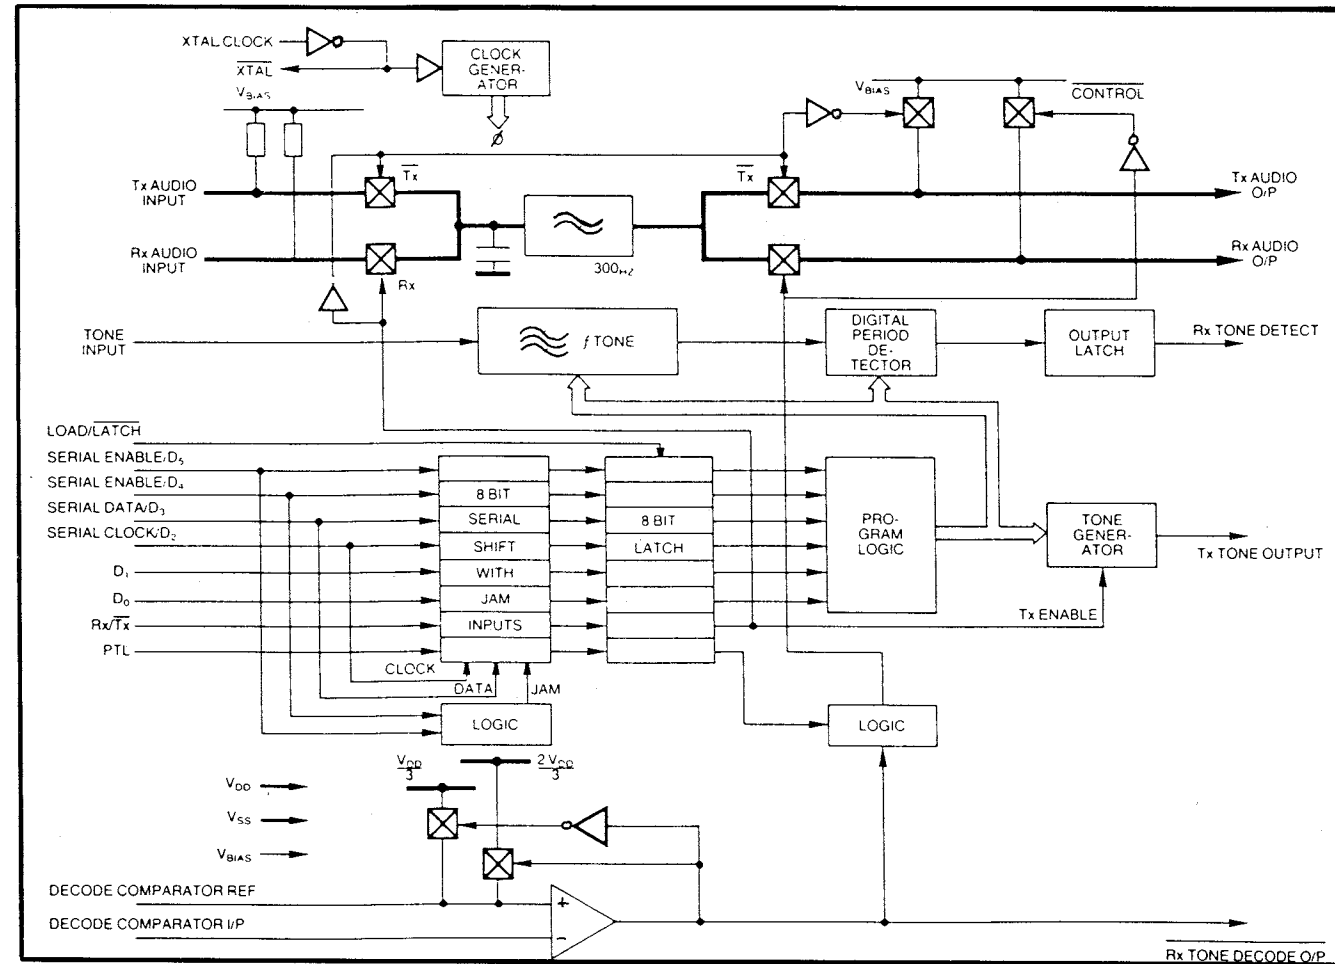 XTAL CLOCK
XTAL
CLOCK
GENER-
ATOR
∅
VBIAS
VBIAS
CONTROL
Tx
Tx
Tx AUDIO
INPUT
Tx AUDIO
O/P
Rx AUDIO
INPUT
Rx AUDIO
O/P
300Hz
Rx
TONE
INPUT
ƒ TONE
DIGITAL
PERIOD
DE-
TECTOR
OUTPUT
LATCH
Rx TONE DETECT
LOAD/LATCH
SERIAL ENABLE/D5
SERIAL ENABLE/D4
SERIAL DATA/D3
SERIAL CLOCK/D2
D1
D0
Rx/Tx
PTL
8 BIT
SERIAL
SHIFT
WITH
JAM
INPUTS
8 BIT
LATCH
PRO-
GRAM
LOGIC
TONE
GENER-
ATOR
Tx TONE OUTPUT
Tx ENABLE
CLOCK
DATA
JAM
LOGIC
LOGIC
VDD
3
2 VDD
3
VDD
VSS
VBIAS
DECODE COMPARATOR REF
+
DECODE COMPARATOR I/P
−
Rx TONE DECODE O/P